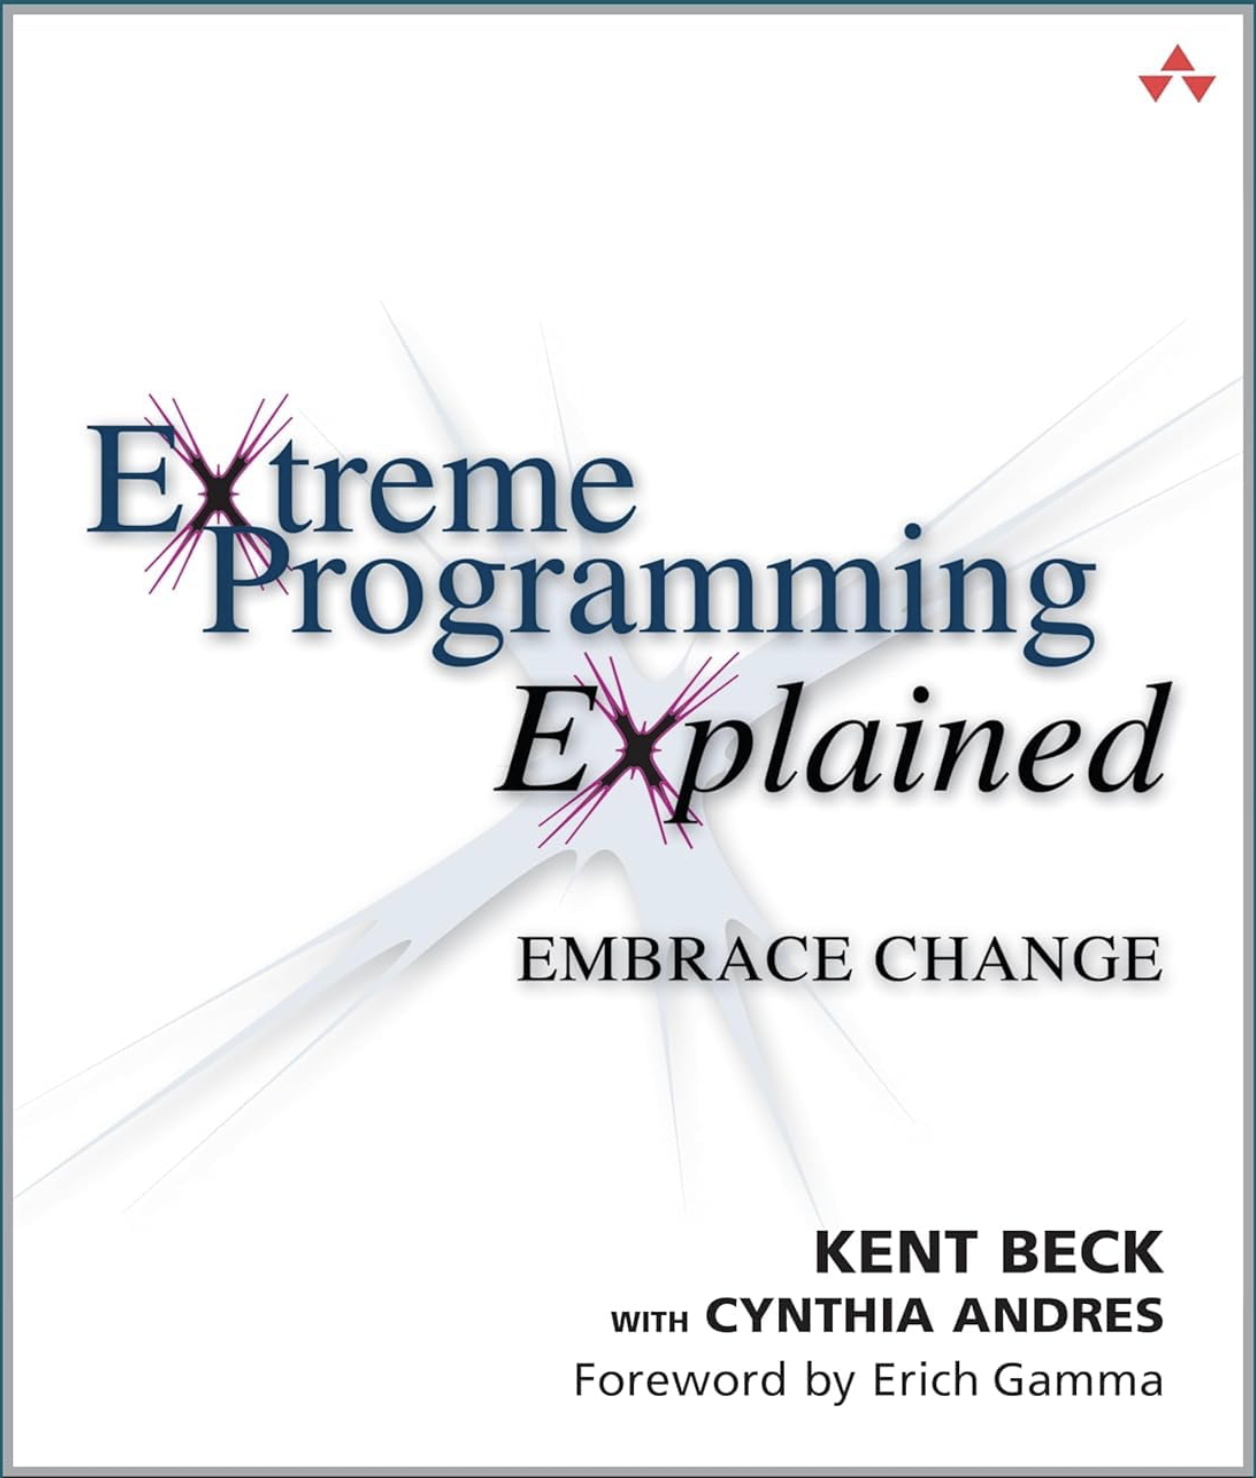 Extreme
Programming
Explained
EMBRACE CHANGE
KENT BECK
WITH CYNTHIA ANDRES
Foreword by Erich Gamma